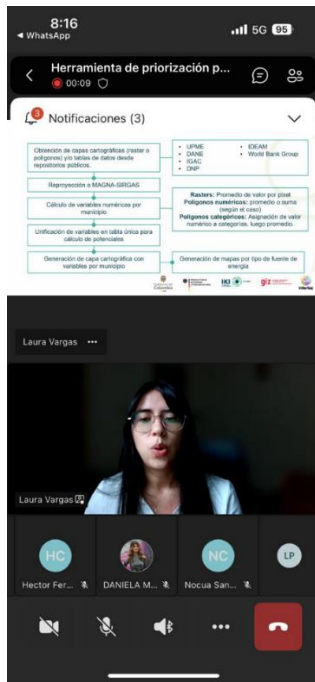 8:16
5G 95
WhatsApp
Herramienta de priorización p...
00:09
3
Notificaciones (3)
Obtención de capas cartográficas (raster o
polígonos) y/o tablas de datos desde
repositorios públicos.
• UPME
• DANE
• IGAC
• DNP
• IDEAM
• World Bank Group
Reproyección a MAGNA-SIRGAS
Cálculo de variables numéricas por
municipio
Rasters: Promedio de valor por pixel
Polígonos numéricos: promedio o suma
(según el caso)
Polígonos categóricos: Asignación de valor
numérico a categorías, luego promedio.
Unificación de variables en tabla única para
cálculo de potenciales
Generación de capa cartográfica con
variables por municipio
Generación de mapas por tipo de fuente de
energía
giz
Laura Vargas
Laura Vargas
HC
NC
LP
Hector Fer...
DANIELA M...
Nocua San...